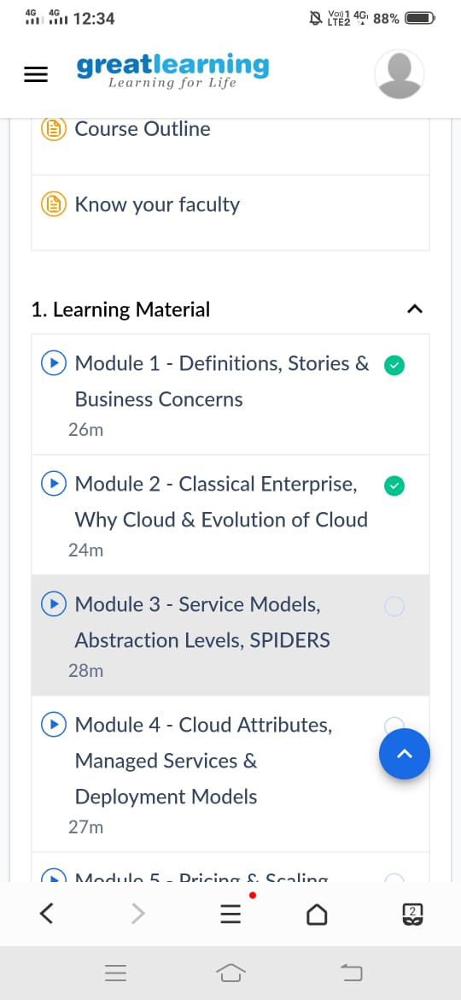 4G 4G 12:34 Vo)) 1 4G 88%
LTE2
greatlearning
Learning for Life
Course Outline
Know your faculty
1. Learning Material
Module 1 - Definitions, Stories &
Business Concerns
26m
Module 2 - Classical Enterprise,
Why Cloud & Evolution of Cloud
24m
Module 3 - Service Models,
Abstraction Levels, SPIDERS
28m
Module 4 - Cloud Attributes,
Managed Services &
Deployment Models
27m
Module 5 - Pricing & Scaling
2